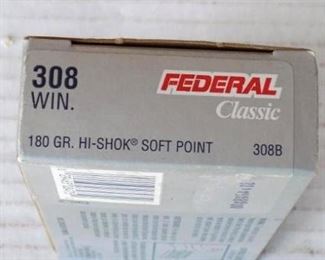 308
WIN.
FEDERAL
Classic
180 GR. HI-SHOK® SOFT POINT 308B